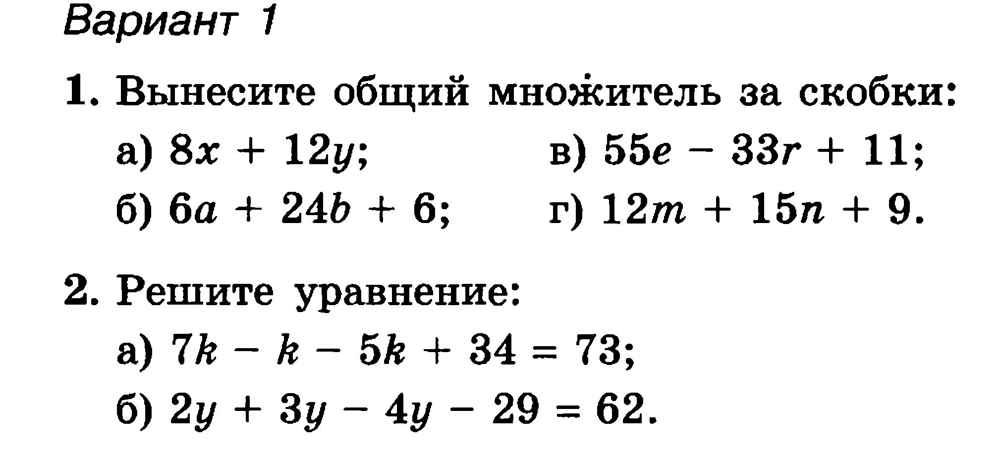 Вариант 1
1. Вынесите общий множитель за скобки:
а) 8x + 12y; в) 55e − 33r + 11;
б) 6a + 24b + 6; г) 12m + 15n + 9.
2. Решите уравнение:
а) 7k − k − 5k + 34 = 73;
б) 2y + 3y − 4y − 29 = 62.